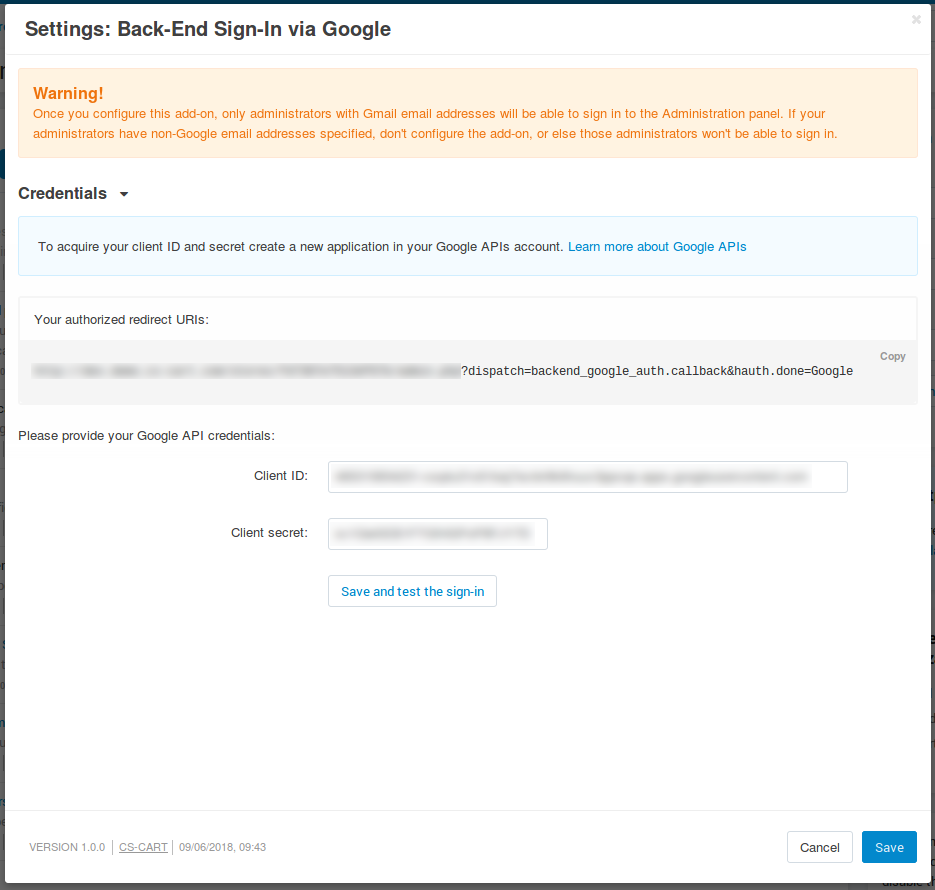 Settings: Back-End Sign-In via Google
Warning!
Once you configure this add-on, only administrators with Gmail email addresses will be able to sign in to the Administration panel. If your
administrators have non-Google email addresses specified, don't configure the add-on, or else those administrators won't be able to sign in.
Credentials
To acquire your client ID and secret create a new application in your Google APIs account. Learn more about Google APIs
Your authorized redirect URIs:
Copy
?dispatch=backend_google_auth.callback&hauth.done=Google
Please provide your Google API credentials:
Client ID:
Client secret:
Save and test the sign-in
VERSION 1.0.0 | CS-CART | 09/06/2018, 09:43
Cancel
Save